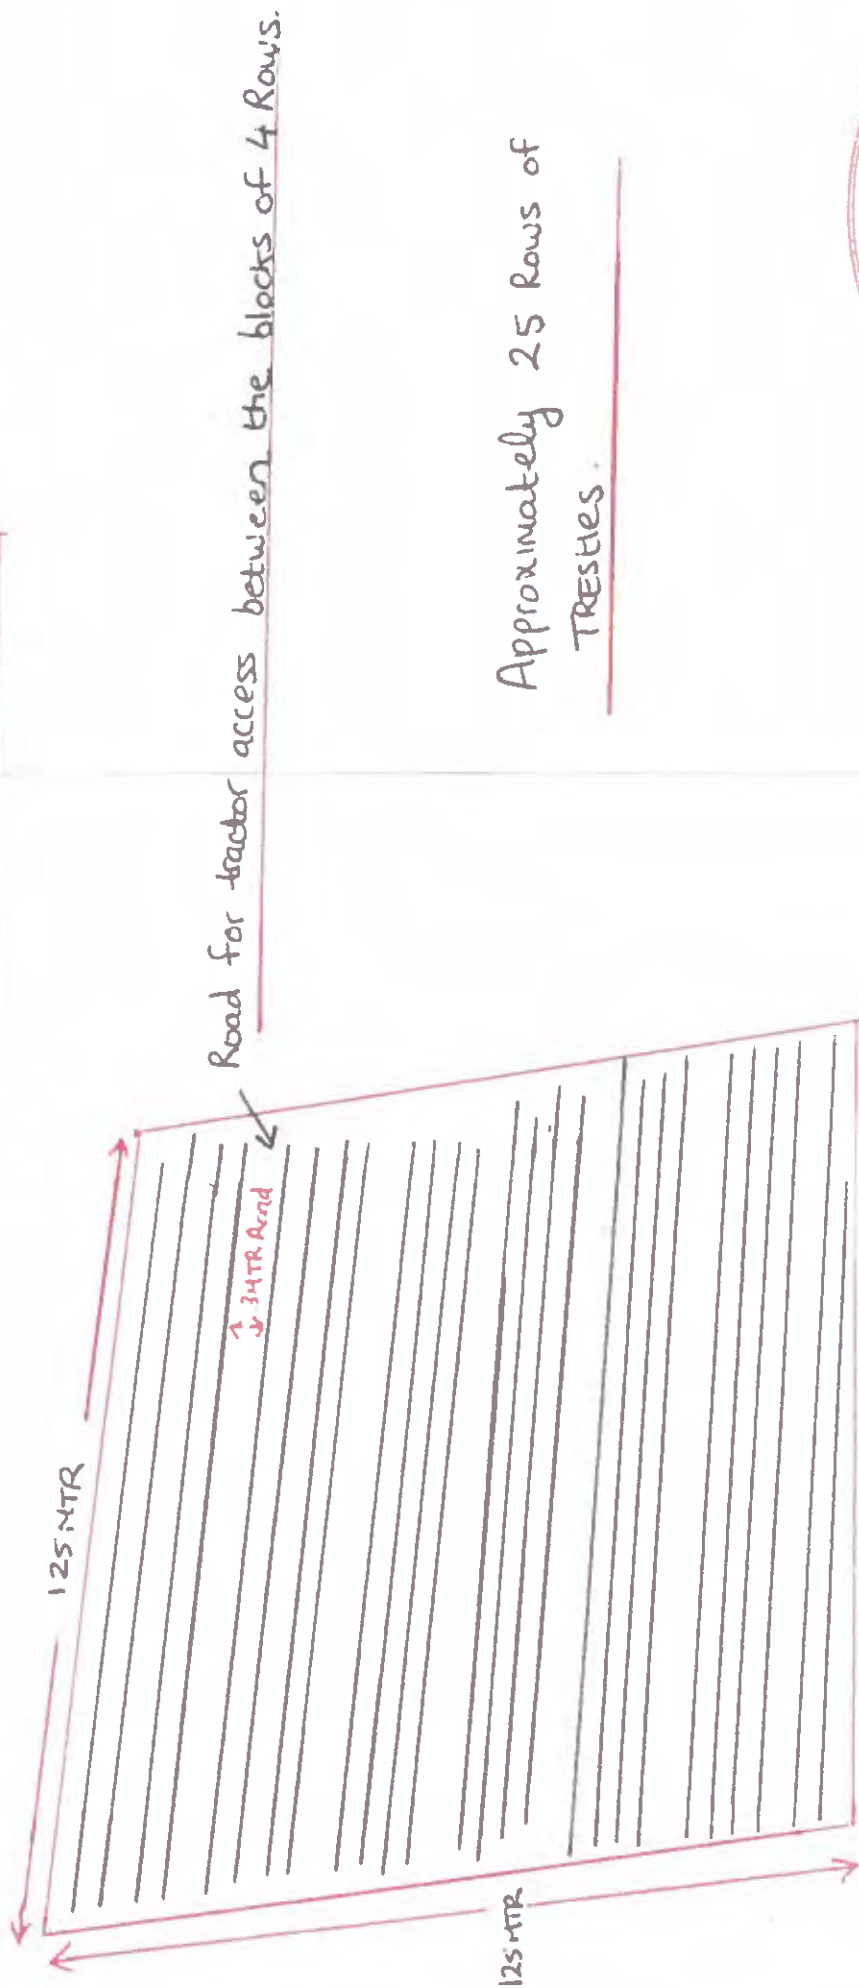 Road for tractor access between the blocks of 4 Rows.
Approximately 25 Rows of
TRESTLES.
125 MTR
3 MTR Road
125 MTR